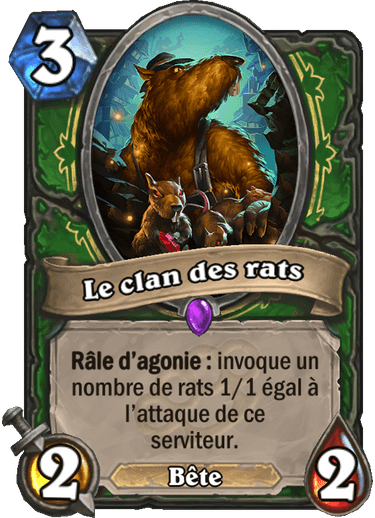 3
Le clan des rats
Râle d’agonie : invoque un
nombre de rats 1/1 égal à
l’attaque de ce
serviteur.
2
Bête
2